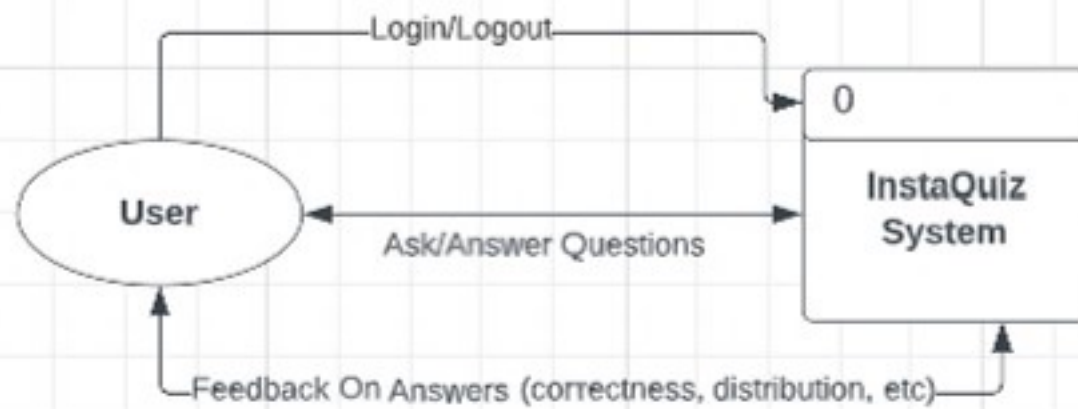 Login/Logout
0
User
InstaQuiz
System
Ask/Answer Questions
Feedback On Answers (correctness, distribution, etc)